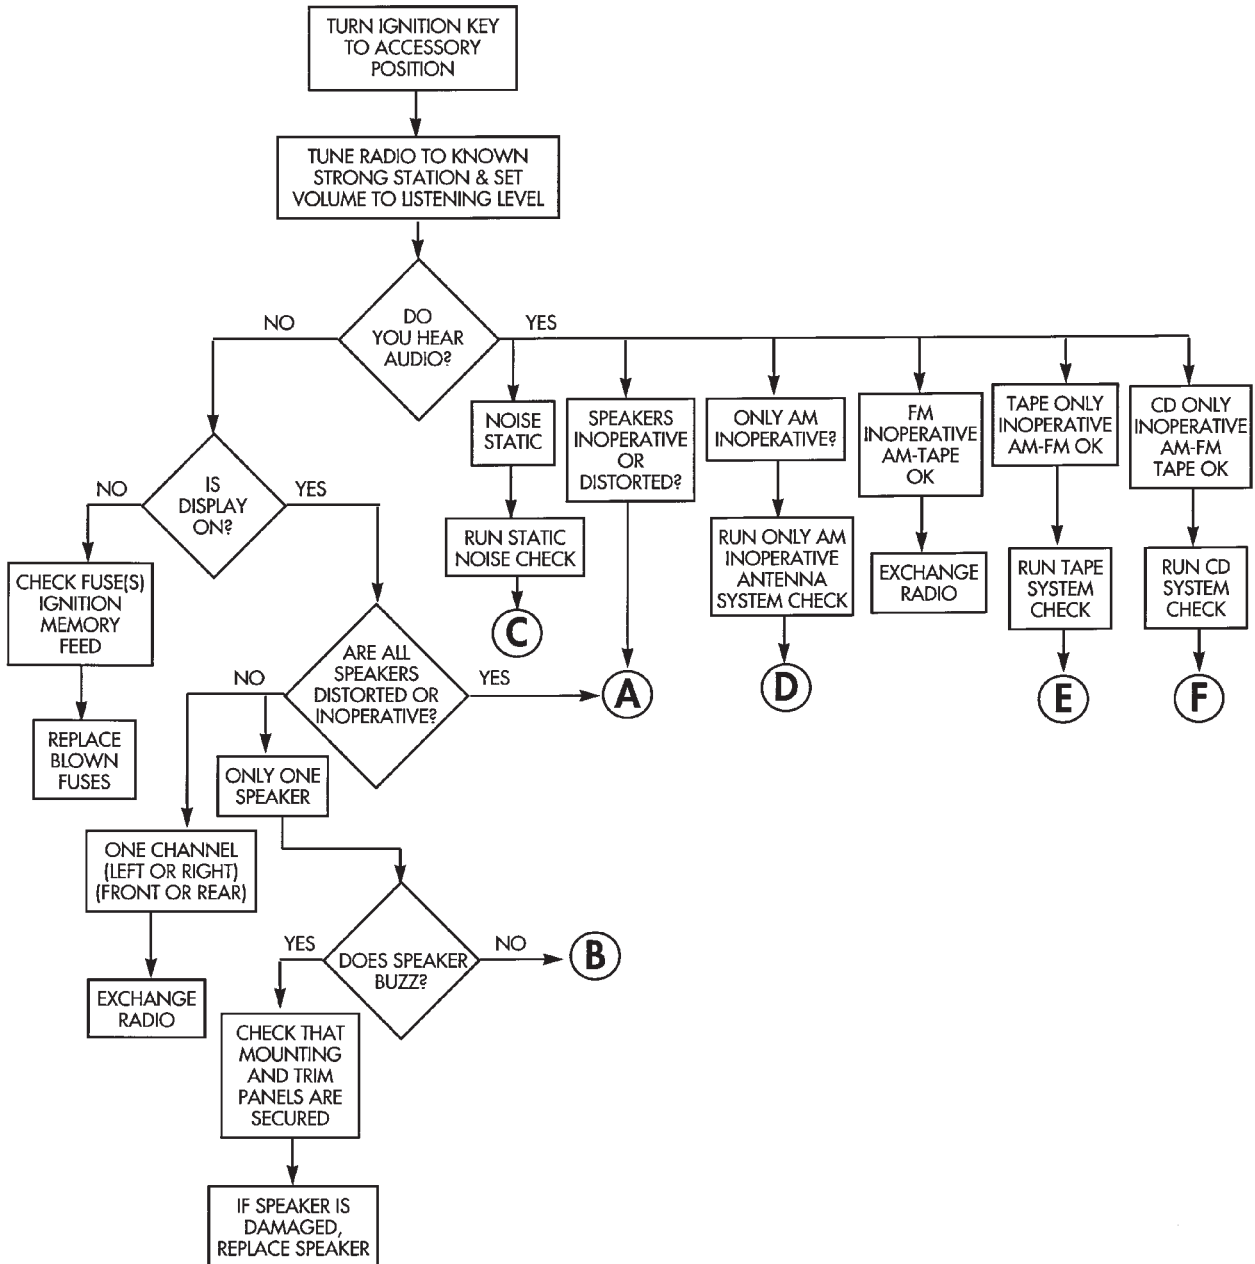 TURN IGNITION KEY
TO ACCESSORY
POSITION
TUNE RADIO TO KNOWN
STRONG STATION & SET
VOLUME TO LISTENING LEVEL
DO
YOU HEAR
AUDIO?
NO
YES
NOISE
STATIC
SPEAKERS
INOPERATIVE
OR
DISTORTED?
ONLY AM
INOPERATIVE?
FM
INOPERATIVE
AM-TAPE
OK
TAPE ONLY
INOPERATIVE
AM-FM OK
CD ONLY
INOPERATIVE
AM-FM
TAPE OK
IS
DISPLAY
ON?
NO
YES
RUN STATIC
NOISE CHECK
RUN ONLY AM
INOPERATIVE
ANTENNA
SYSTEM CHECK
EXCHANGE
RADIO
RUN TAPE
SYSTEM
CHECK
RUN CD
SYSTEM
CHECK
CHECK FUSE(S)
IGNITION
MEMORY
FEED
C
ARE ALL
SPEAKERS
DISTORTED OR
INOPERATIVE?
NO
YES
A
D
E
F
REPLACE
BLOWN
FUSES
ONLY ONE
SPEAKER
ONE CHANNEL
(LEFT OR RIGHT)
(FRONT OR REAR)
DOES SPEAKER
BUZZ?
YES
NO
B
EXCHANGE
RADIO
CHECK THAT
MOUNTING
AND TRIM
PANELS ARE
SECURED
IF SPEAKER IS
DAMAGED,
REPLACE SPEAKER